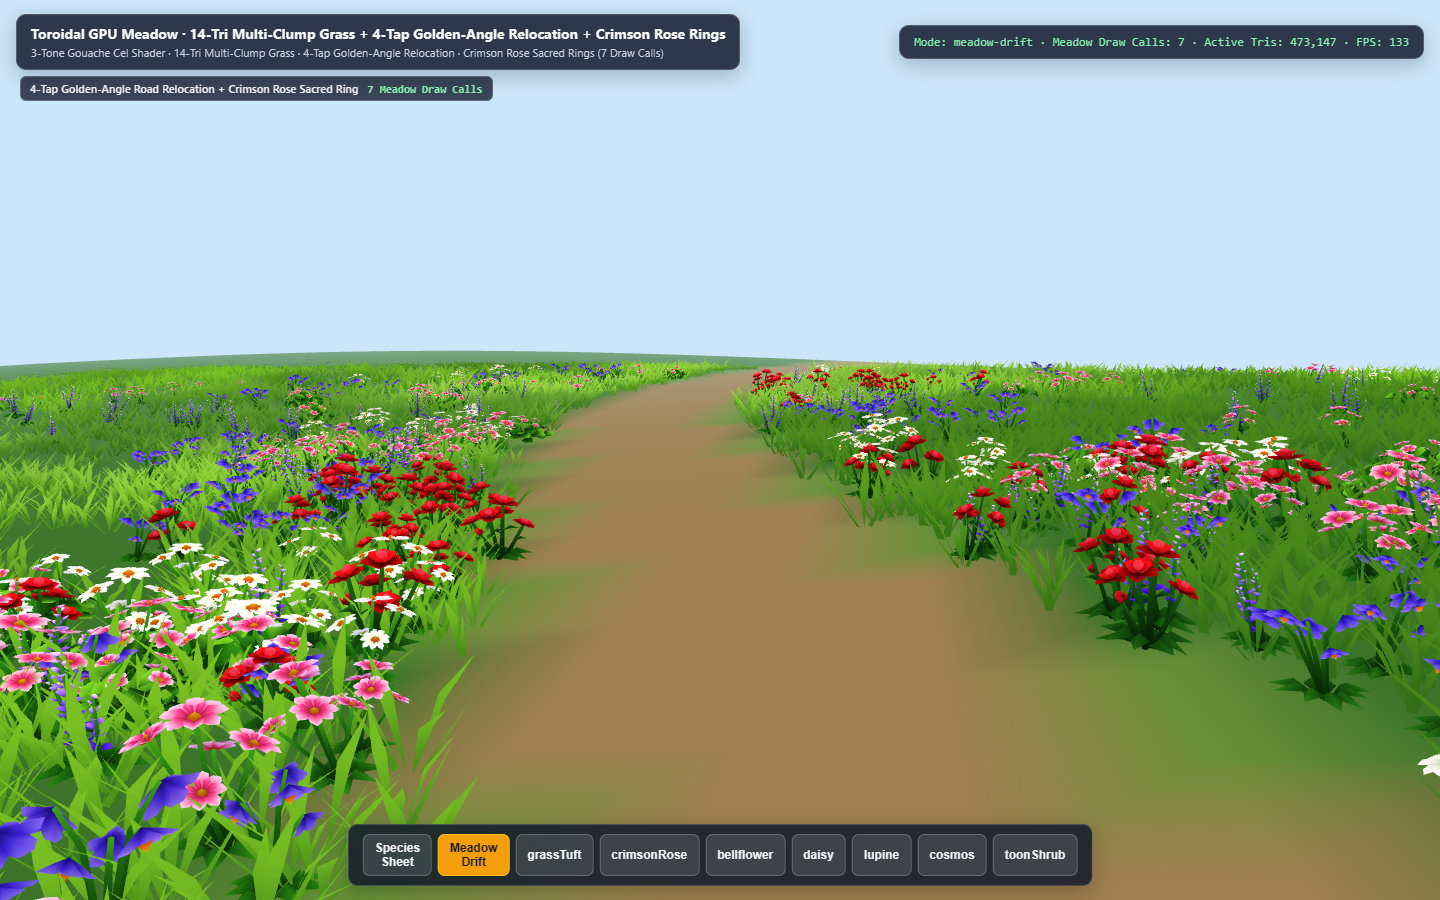 Toroidal GPU Meadow · 14-Tri Multi-Clump Grass + 4-Tap Golden-Angle Relocation + Crimson Rose Rings
3-Tone Gouache Cel Shader · 14-Tri Multi-Clump Grass · 4-Tap Golden-Angle Relocation · Crimson Rose Sacred Rings (7 Draw Calls)
Mode: meadow-drift · Meadow Draw Calls: 7 · Active Tris: 473,147 · FPS: 133
4-Tap Golden-Angle Road Relocation + Crimson Rose Sacred Ring 7 Meadow Draw Calls
Species
Sheet
Meadow
Drift
grassTuft
crimsonRose
bellflower
daisy
lupine
cosmos
toonShrub